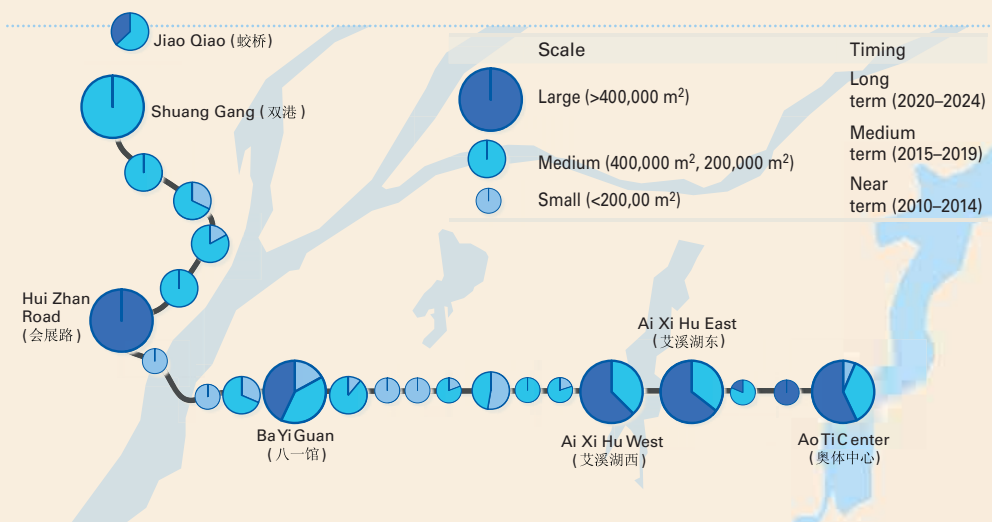 Jiao Qiao (蛟桥)
Shuang Gang (双港)
Scale Timing
Large (>400,000 m²)
Long
term (2020–2024)
Medium (400,000 m², 200,000 m²)
Medium
term (2015–2019)
Small (<200,00 m²)
Near
term (2010–2014)
Hui Zhan
Road
(会展路)
Ai Xi Hu East
(艾溪湖东)
Ba Yi Guan
(八一馆)
Ai Xi Hu West
(艾溪湖西)
Ao Ti Center
(奥体中心)